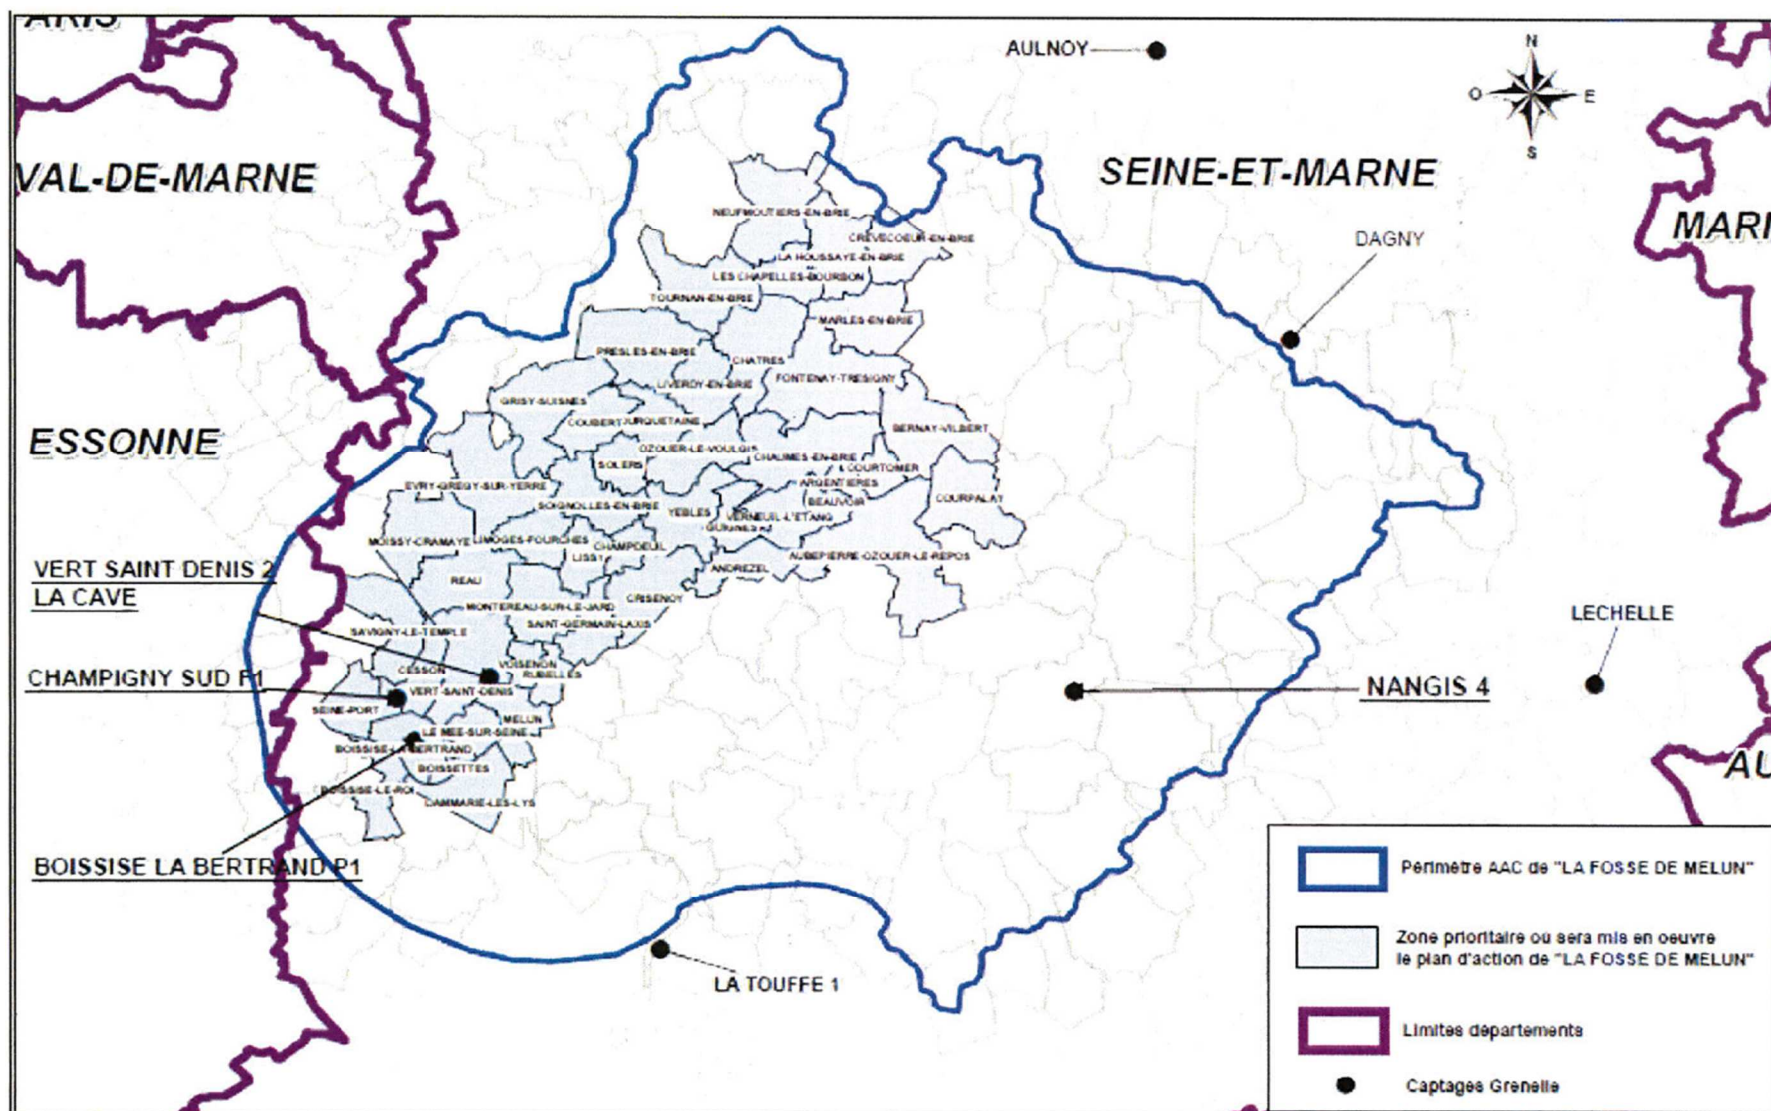 ARIS
AULNOY
N
O
E
S
VAL-DE-MARNE
SEINE-ET-MARNE
MARN
NEUFMOUTIERS-EN-BRIE
CREVECOEUR-EN-BRIE
DAGNY
LA HOUSSAYE-EN-BRIE
LES CHAPELLES-BOURBON
TOURNAN-EN-BRIE
MARLES-EN-BRIE
PRESLES-EN-BRIE
CHATRES
LIVERDY-EN-BRIE
FONTENAY-TRESIGNY
GRISY-SUISNES
COUBERT
URQUETAINE
BERNAY-VILBERT
ESSONNE
OZOUER-LE-VOULGIS
CHAUMES-EN-BRIE
SOLERS
COURTOMER
EVRY-GREGY-SUR-YERRE
ARGENTIERES
BEAUVOIR
COURPALAY
SOIGNOLLES-EN-BRIE
YEBLES
VERNEUIL-L'ETANG
GUIGNES
MOISSY-CRAMAYE
LIMOGES-FOURCHES
CHAMPDEUIL
LISSY
AUBEPIERRE-OZOUER-LE-REPOS
ANDREZEL
VERT SAINT DENIS 2
LA CAVE
REAU
CRISENOY
MONTEREAU-SUR-LE-JARD
SAINT-GERMAIN-LAXIS
LECHELLE
SAVIGNY-LE-TEMPLE
VOISENON
CESSON
RUBELLES
CHAMPIGNY SUD F1
VERT-SAINT-DENIS
NANGIS 4
SEINE-PORT
MELUN
LE MEE-SUR-SEINE
BOISSISE-LA-BERTRAND
BOISSETTES
AU
BOISSISE-LE-ROI
DAMMARIE-LES-LYS
BOISSISE LA BERTRAND P1
LA TOUFFE 1
Périmètre AAC de "LA FOSSE DE MELUN"
Zone prioritaire où sera mis en oeuvre
le plan d'action de "LA FOSSE DE MELUN"
Limites départements
Captages Grenelle